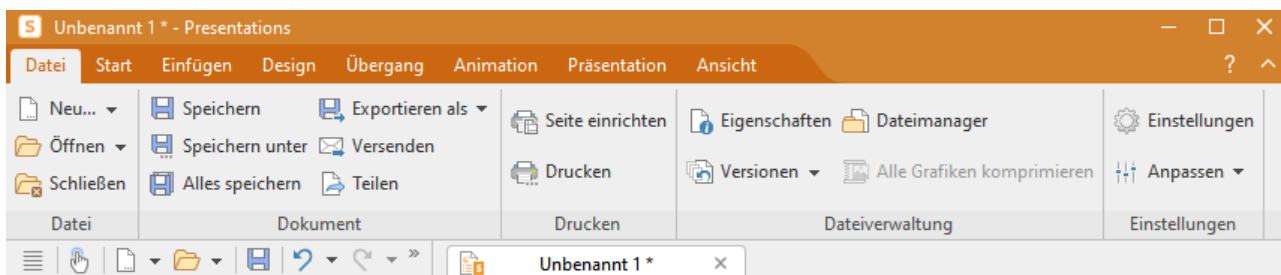 S Unbenannt 1 * - Presentations
Datei Start Einfügen Design Übergang Animation Präsentation Ansicht ?
Neu... Speichern Exportieren als Seite einrichten Eigenschaften Dateimanager Einstellungen
Öffnen Speichern unter Versenden
Schließen Alles speichern Teilen Drucken Versionen Alle Grafiken komprimieren Anpassen
Datei Dokument Drucken Dateiverwaltung Einstellungen
» Unbenannt 1 * ×